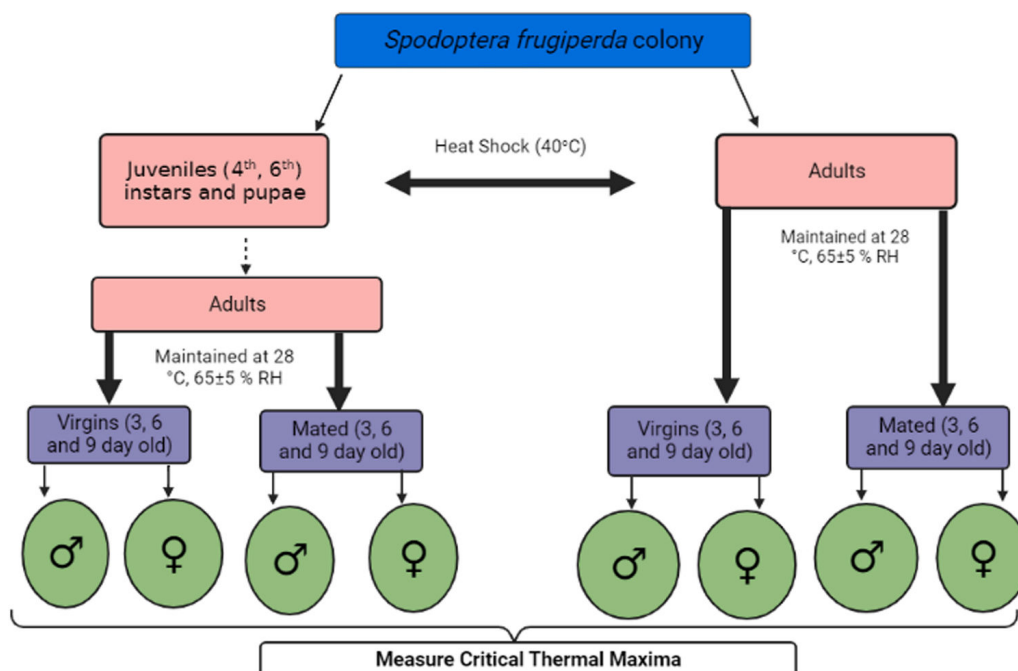 Spodoptera frugiperda colony
Heat Shock (40°C)
Juveniles (4th, 6th)
instars and pupae
Adults
Maintained at 28
°C, 65±5 % RH
Adults
Maintained at 28
°C, 65±5 % RH
Virgins (3, 6
and 9 day old)
Mated (3, 6
and 9 day old)
Virgins (3, 6
and 9 day old)
Mated (3, 6
and 9 day old)
♂ ♀ ♂ ♀ ♂ ♀ ♂ ♀
Measure Critical Thermal Maxima